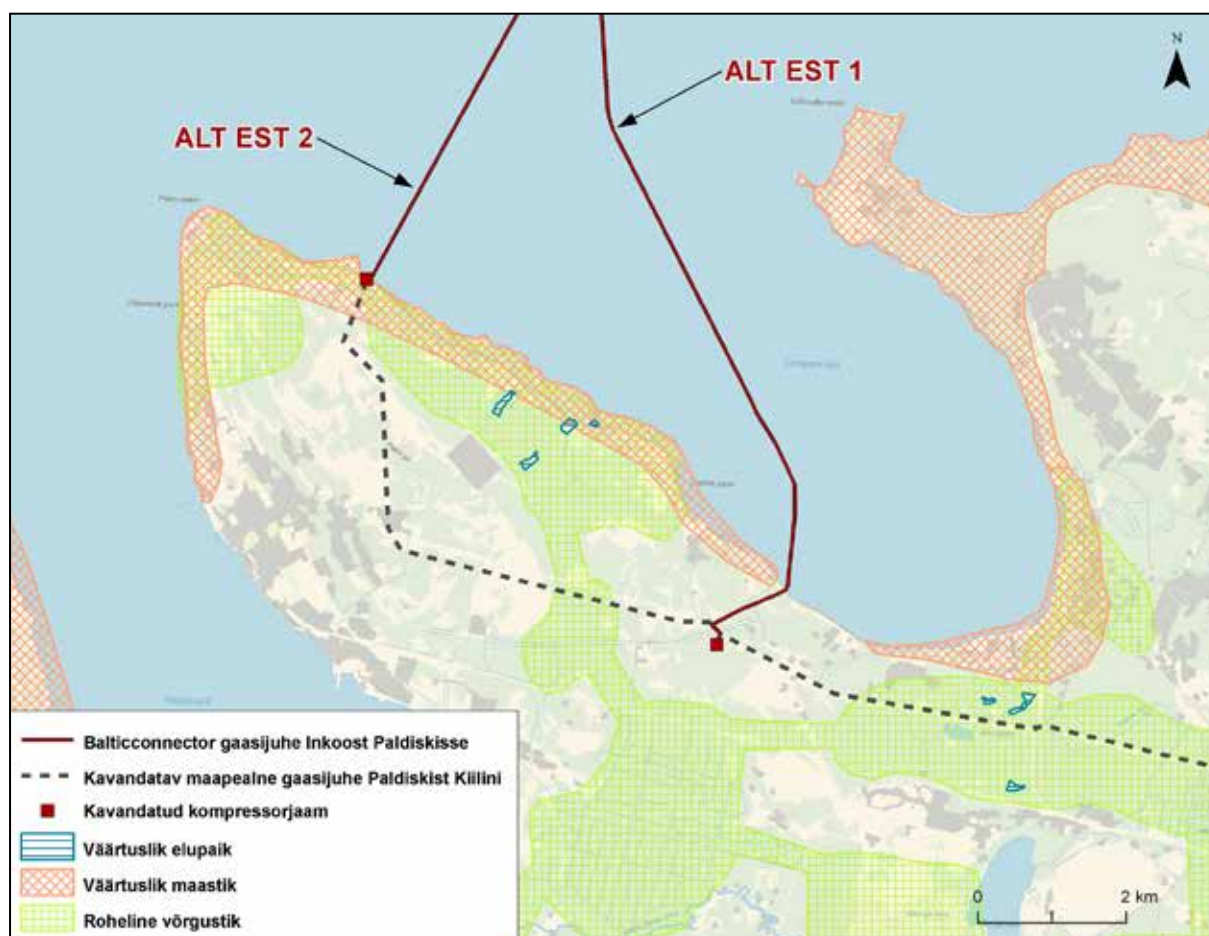 N
ALT EST 1
ALT EST 2
Balticconnector gaasijuhe Inkoost Paldiskisse
Kavandatav maapealne gaasijuhe Paldiskist Kiilini
Kavandatud kompressorjaam
Väärtuslik elupaik
Väärtuslik maastik
Roheline võrgustik
0 2 km